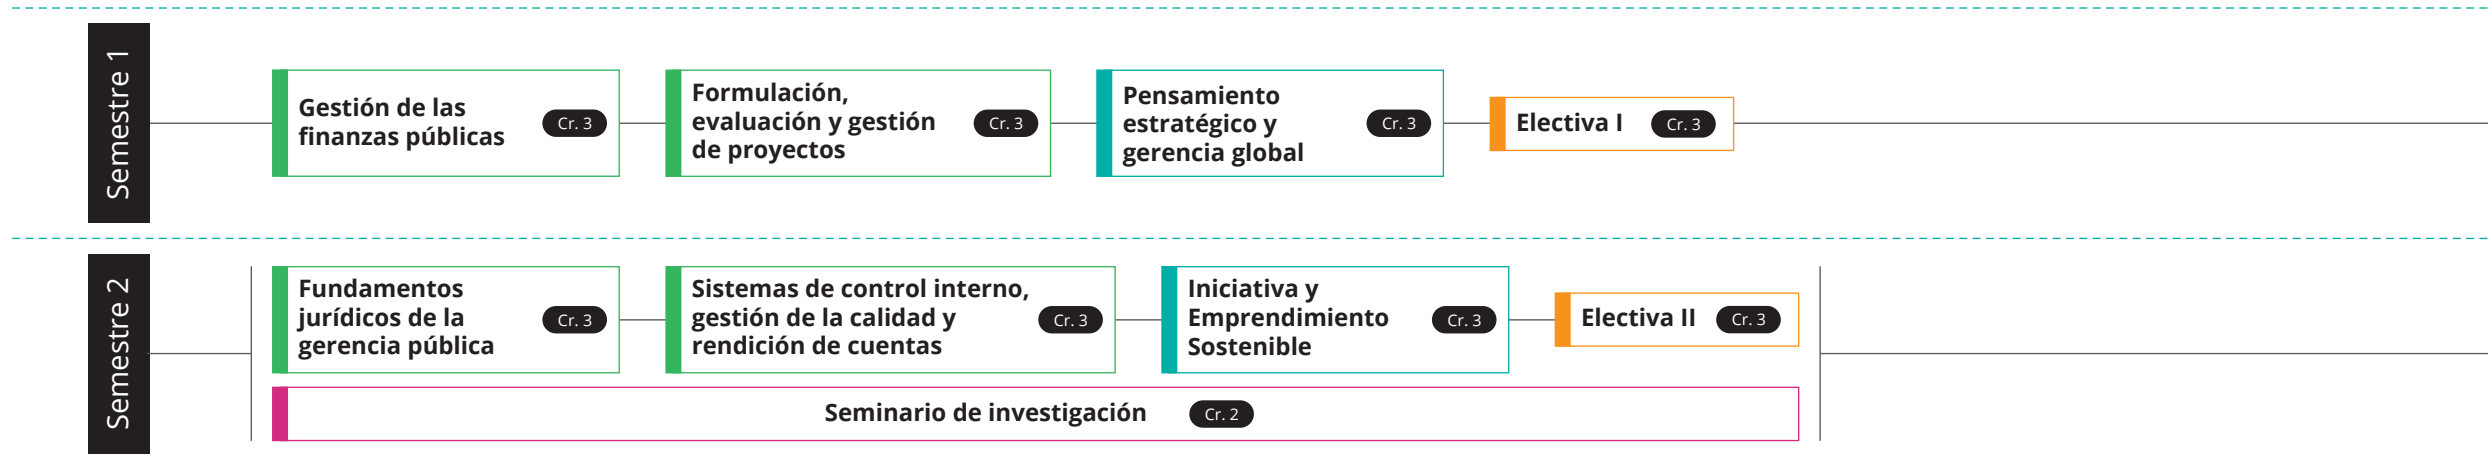 Semestre 1
Gestión de las
finanzas públicas
Cr. 3
Formulación,
evaluación y gestión
de proyectos
Cr. 3
Pensamiento
estratégico y
gerencia global
Cr. 3
Electiva I
Cr. 3
Semestre 2
Fundamentos
jurídicos de la
gerencia pública
Cr. 3
Sistemas de control interno,
gestión de la calidad y
rendición de cuentas
Cr. 3
Iniciativa y
Emprendimiento
Sostenible
Cr. 3
Electiva II
Cr. 3
Seminario de investigación
Cr. 2